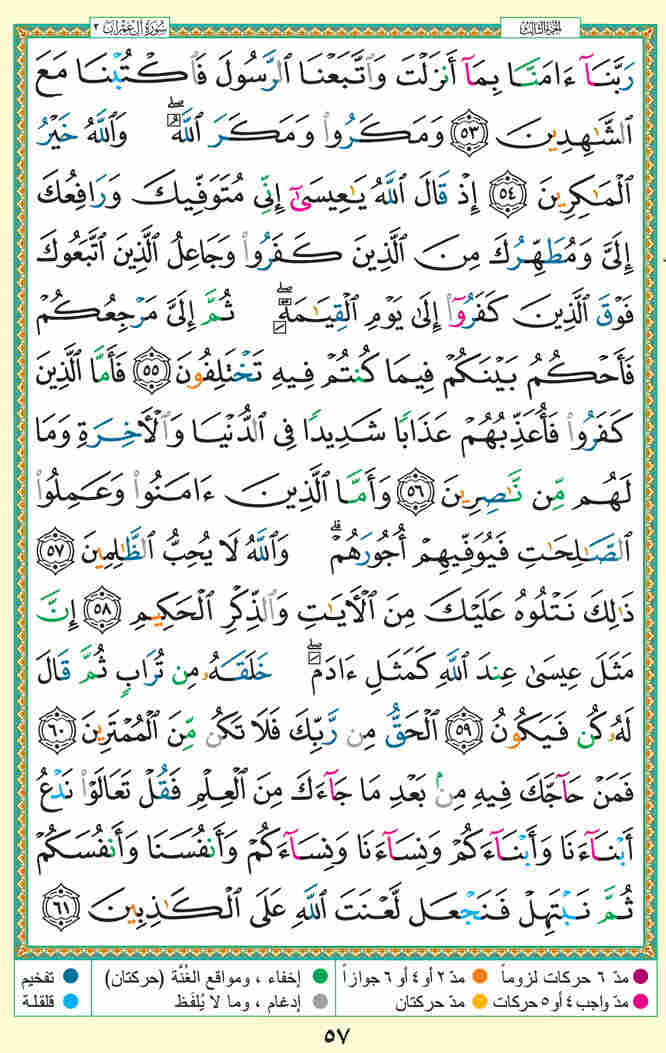 الجزء الثالث
سُورَةُ آلِ عِمْرَان ٣
رَبَّنَآ ءَامَنَّا بِمَآ أَنزَلْتَ وَٱتَّبَعْنَا ٱلرَّسُولَ فَٱكْتُبْنَا مَعَ
ٱلشَّٰهِدِينَ ٥٣ وَمَكَرُوا۟ وَمَكَرَ ٱللَّهُ ۖ وَٱللَّهُ خَيْرُ
ٱلْمَٰكِرِينَ ٥٤ إِذْ قَالَ ٱللَّهُ يَٰعِيسَىٰٓ إِنِّى مُتَوَفِّيكَ وَرَافِعُكَ
إِلَىَّ وَمُطَهِّرُكَ مِنَ ٱلَّذِينَ كَفَرُوا۟ وَجَاعِلُ ٱلَّذِينَ ٱتَّبَعُوكَ
فَوْقَ ٱلَّذِينَ كَفَرُوٓا۟ إِلَىٰ يَوْمِ ٱلْقِيَٰمَةِ ۖ ثُمَّ إِلَىَّ مَرْجِعُكُمْ
فَأَحْكُمُ بَيْنَكُمْ فِيمَا كُنتُمْ فِيهِ تَخْتَلِفُونَ ٥٥ فَأَمَّا ٱلَّذِينَ
كَفَرُوا۟ فَأُعَذِّبُهُمْ عَذَابًا شَدِيدًا فِى ٱلدُّنْيَا وَٱلْءَاخِرَةِ وَمَا
لَهُم مِّن نَّٰصِرِينَ ٥٦ وَأَمَّا ٱلَّذِينَ ءَامَنُوا۟ وَعَمِلُوا۟
ٱلصَّٰلِحَٰتِ فَيُوَفِّيهِمْ أُجُورَهُمْ ۗ وَٱللَّهُ لَا يُحِبُّ ٱلظَّٰلِمِينَ ٥٧
ذَٰلِكَ نَتْلُوهُ عَلَيْكَ مِنَ ٱلْءَايَٰتِ وَٱلذِّكْرِ ٱلْحَكِيمِ ٥٨ إِنَّ
مَثَلَ عِيسَىٰ عِندَ ٱللَّهِ كَمَثَلِ ءَادَمَ ۖ خَلَقَهُۥ مِن تُرَابٍ ثُمَّ قَالَ
لَهُۥ كُن فَيَكُونُ ٥٩ ٱلْحَقُّ مِن رَّبِّكَ فَلَا تَكُن مِّنَ ٱلْمُمْتَرِينَ ٦٠
فَمَنْ حَآجَّكَ فِيهِ مِنۢ بَعْدِ مَا جَآءَكَ مِنَ ٱلْعِلْمِ فَقُلْ تَعَالَوْا۟ نَدْعُ
أَبْنَآءَنَا وَأَبْنَآءَكُمْ وَنِسَآءَنَا وَنِسَآءَكُمْ وَأَنفُسَنَا وَأَنفُسَكُمْ
ثُمَّ نَبْتَهِلْ فَنَجْعَل لَّعْنَتَ ٱللَّهِ عَلَى ٱلْكَٰذِبِينَ ٦١
مدّ ٦ حركات لزوماً مدّ ٢ أو ٤ أو ٦ جوازاً إخفاء ، ومواقع الغُنَّة (حركتان) تفخيم
مدّ واجب ٤ أو ٥ حركات مدّ حركتان إدغام ، وما لا يُلفَظ قلقلة
٥٧